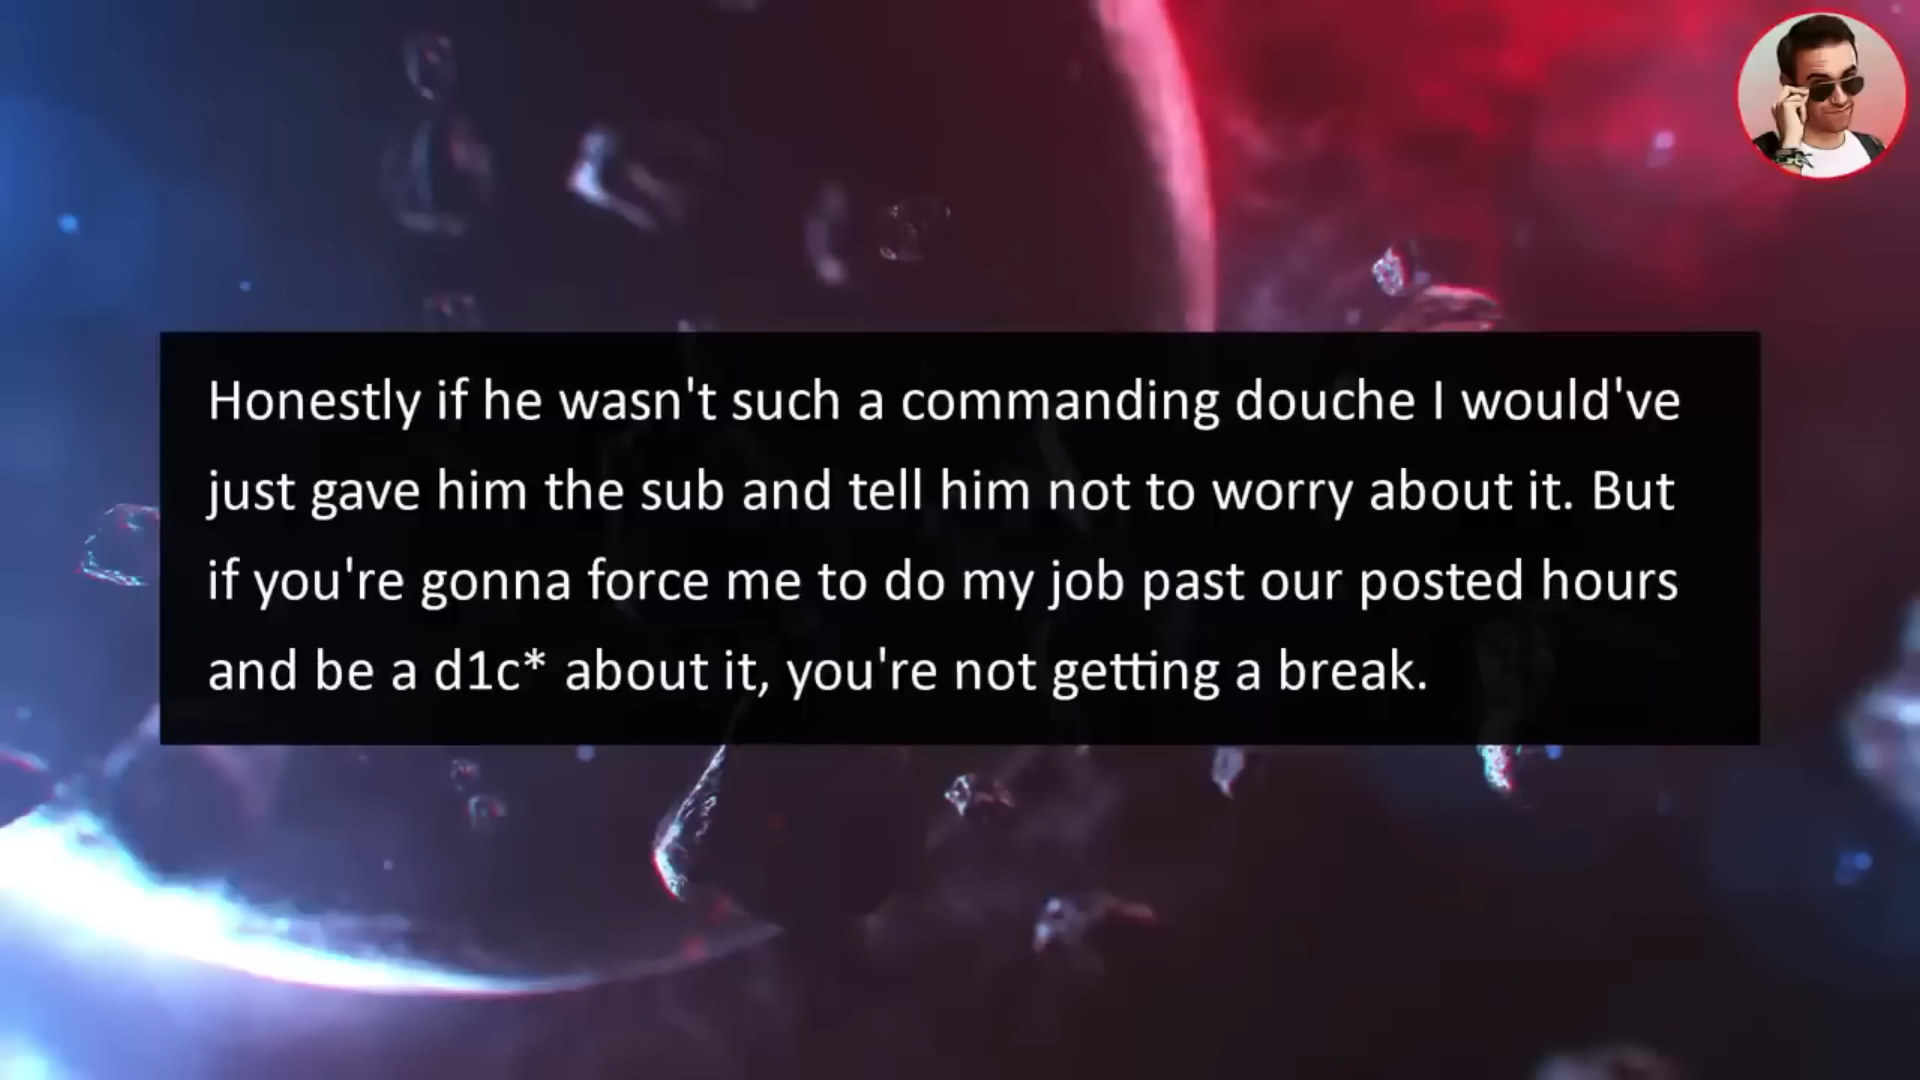 Honestly if he wasn't such a commanding douche I would've
just gave him the sub and tell him not to worry about it. But
if you're gonna force me to do my job past our posted hours
and be a d1c* about it, you're not getting a break.